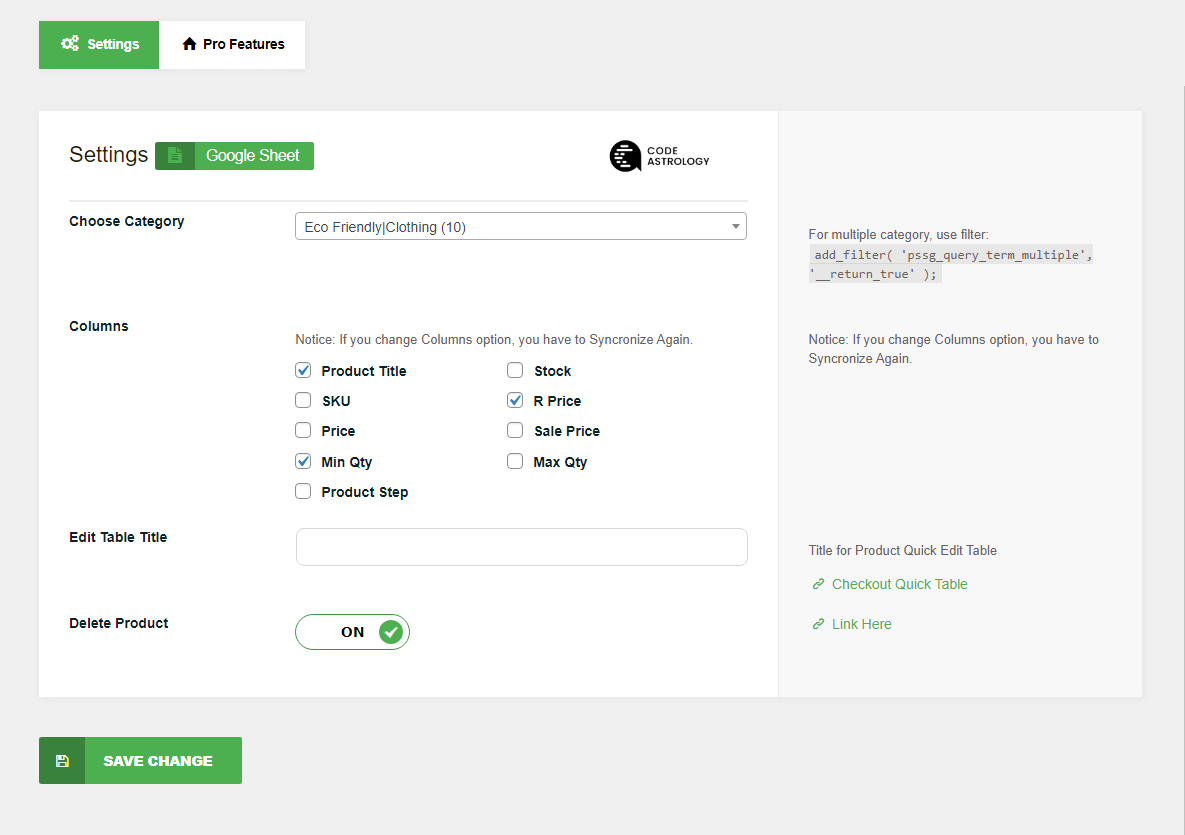 Settings
Pro Features
Settings
Google Sheet
CODE
ASTROLOGY
Choose Category
Eco Friendly|Clothing (10)
For multiple category, use filter:
add_filter( 'pssg_query_term_multiple',
'__return_true' );
Columns
Notice: If you change Columns option, you have to Syncronize Again.
Notice: If you change Columns option, you have to
Syncronize Again.
Product Title
Stock
SKU
R Price
Price
Sale Price
Min Qty
Max Qty
Product Step
Edit Table Title
Title for Product Quick Edit Table
Checkout Quick Table
Link Here
Delete Product
ON
SAVE CHANGE